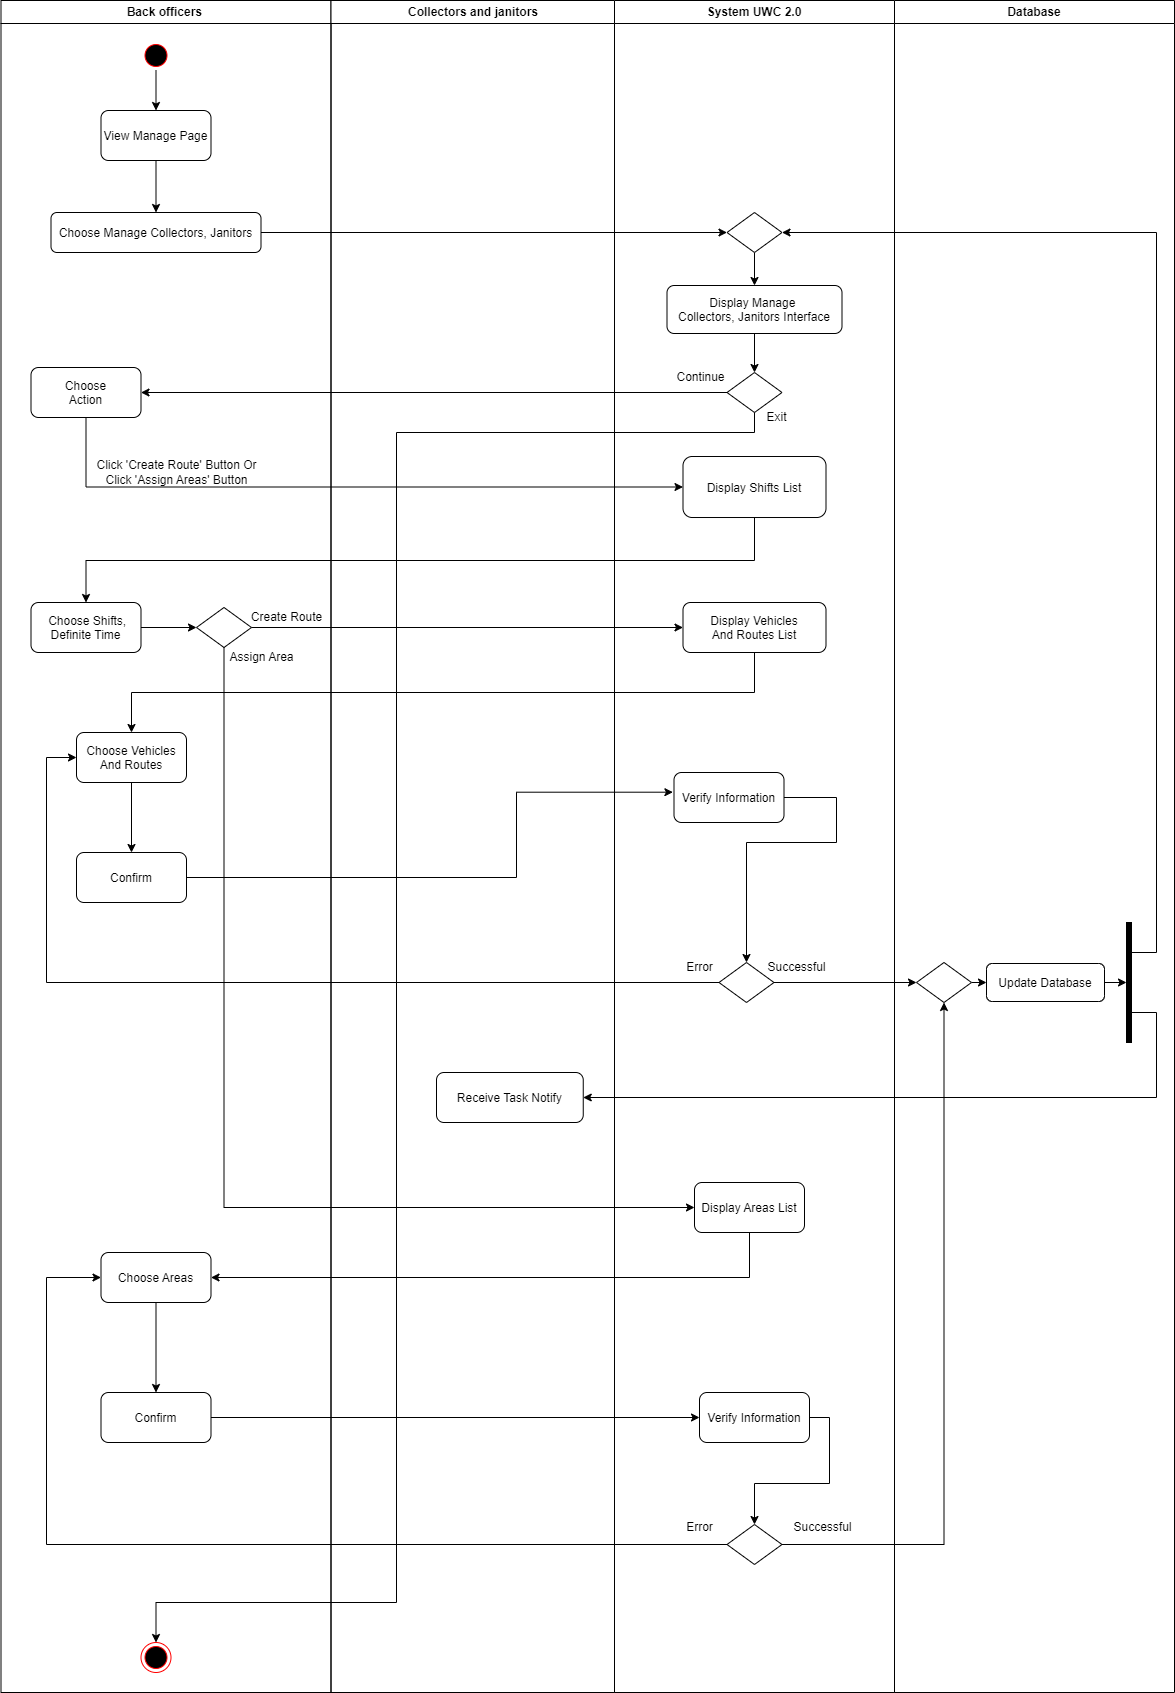 Back officers
Collectors and janitors
System UWC 2.0
Database
View Manage Page
Choose Manage Collectors, Janitors
Display Manage
Collectors, Janitors Interface
Continue
Choose
Action
Exit
Click 'Create Route' Button Or
Click 'Assign Areas' Button
Display Shifts List
Choose Shifts,
Definite Time
Create Route
Display Vehicles
And Routes List
Assign Area
Choose Vehicles
And Routes
Verify Information
Confirm
Error
Successful
Update Database
Receive Task Notify
Display Areas List
Choose Areas
Confirm
Verify Information
Error
Successful